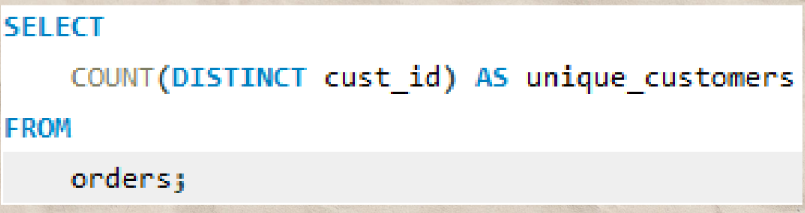 SELECT
COUNT(DISTINCT cust_id) AS unique_customers
FROM
orders;